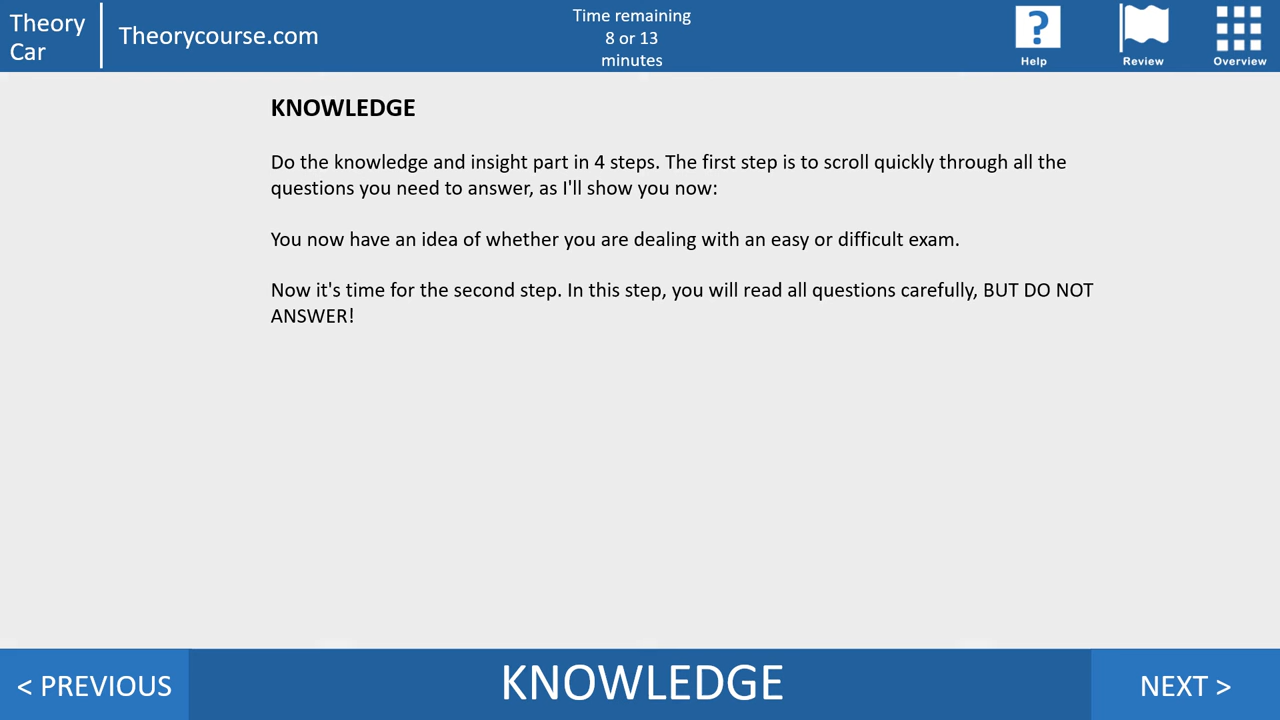 Theory
Car
Theorycourse.com
Time remaining
8 or 13
minutes
?
Help
Review
Overview
KNOWLEDGE
Do the knowledge and insight part in 4 steps. The first step is to scroll quickly through all the
questions you need to answer, as I'll show you now:
You now have an idea of whether you are dealing with an easy or difficult exam.
Now it's time for the second step. In this step, you will read all questions carefully, BUT DO NOT
ANSWER!
< PREVIOUS
KNOWLEDGE
NEXT >